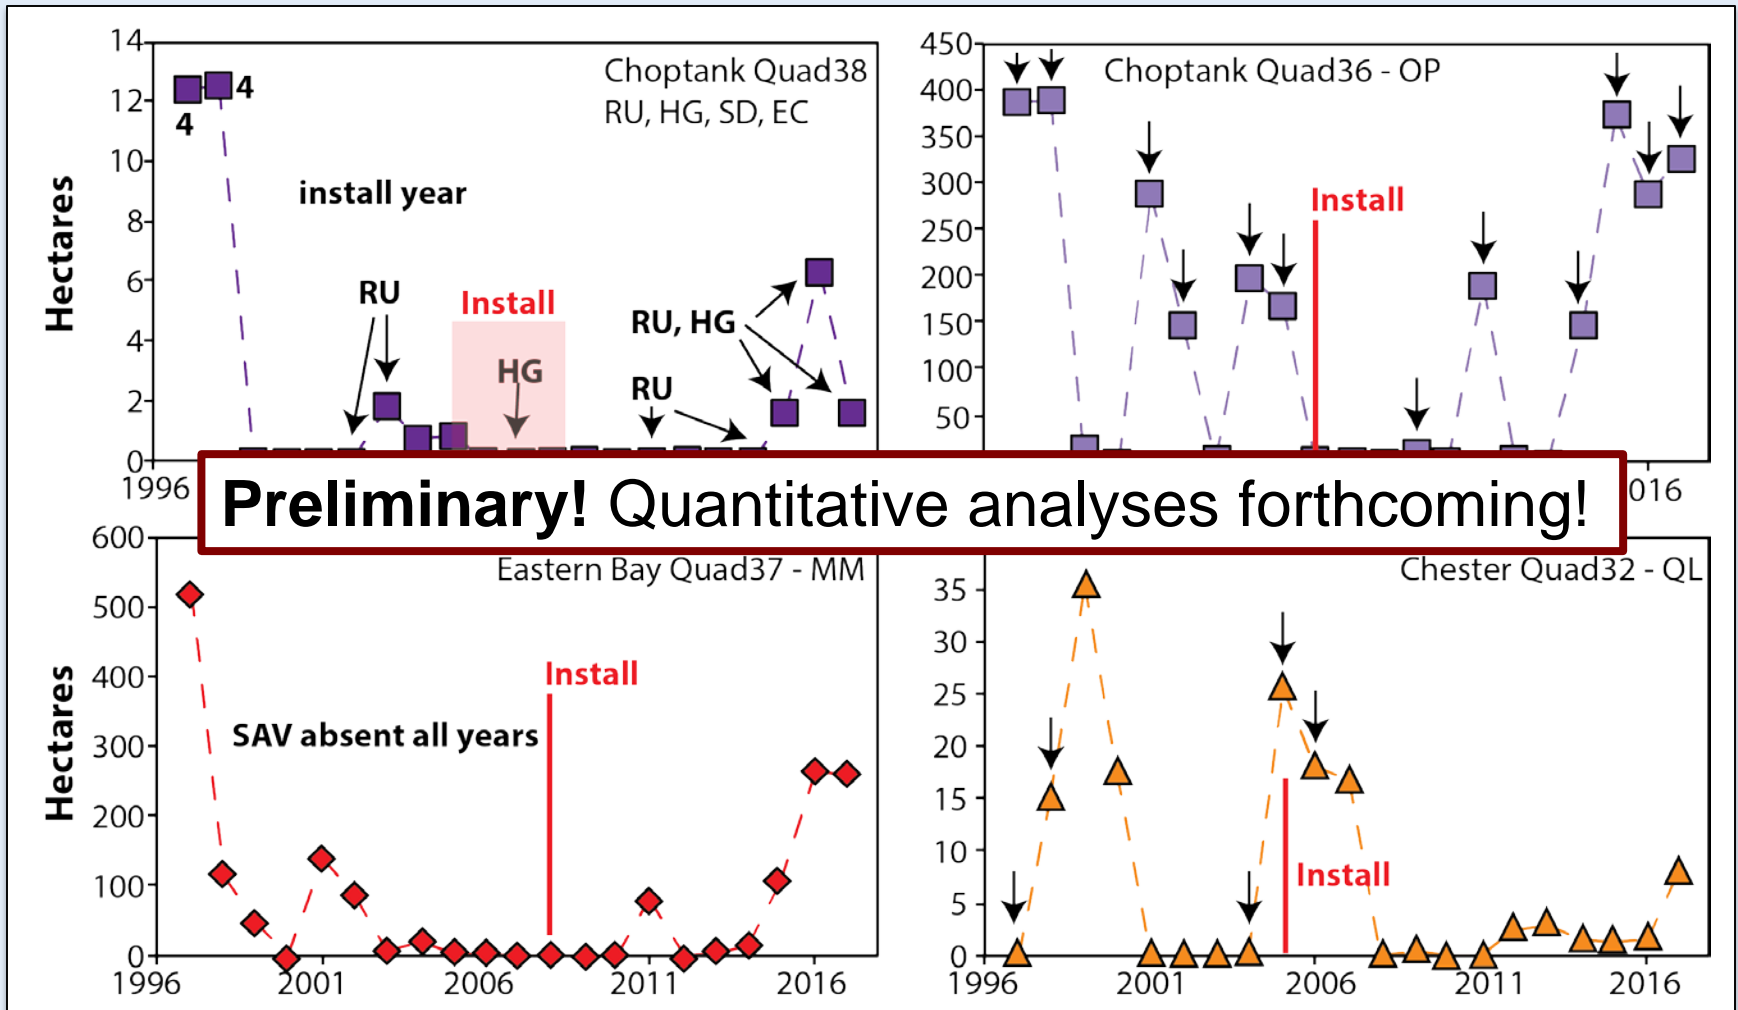 14
12
10
8
6
4
2
0
Hectares
4
4
Choptank Quad38
RU, HG, SD, EC
install year
RU
Install
HG
RU, HG
RU
1996
450
400
350
300
250
200
150
100
50
Choptank Quad36 - OP
Install
016
Preliminary! Quantitative analyses forthcoming!
600
500
400
300
200
100
0
Hectares
Eastern Bay Quad37 - MM
Install
SAV absent all years
1996
2001
2006
2011
2016
35
30
25
20
15
10
5
0
Chester Quad32 - QL
Install
1996
2001
2006
2011
2016